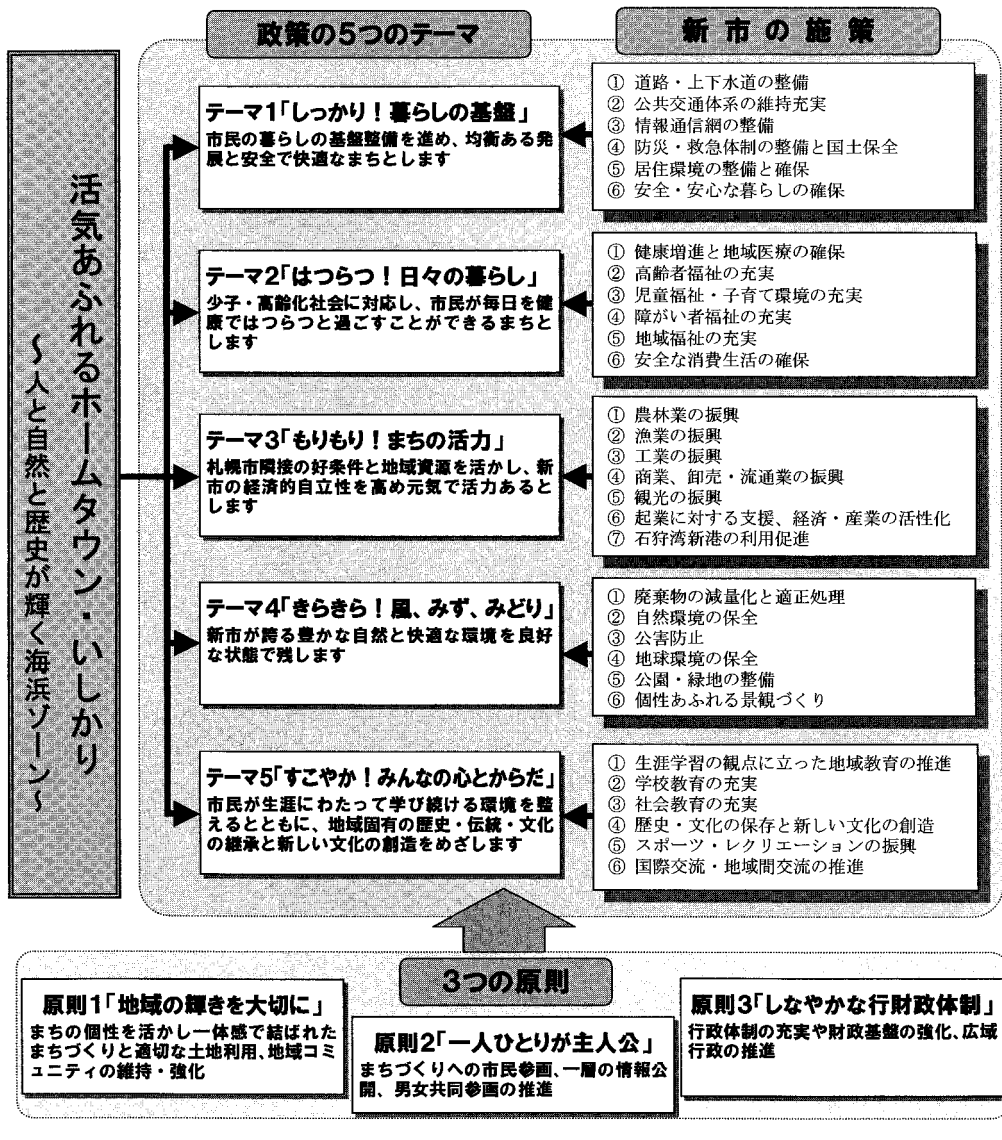 政策の5つのテーマ
新市の施策
活気あふれるホームタウン・いしかり
～人と自然と歴史が輝く海浜ゾーン～
テーマ1「しっかり！暮らしの基盤」
市民の暮らしの基盤整備を進め、均衡ある発
展と安全で快適なまちとします
① 道路・上下水道の整備
② 公共交通体系の維持充実
③ 情報通信網の整備
④ 防災・救急体制の整備と国土保全
⑤ 居住環境の整備と確保
⑥ 安全・安心な暮らしの確保
テーマ2「はつらつ！日々の暮らし」
少子・高齢化社会に対応し、市民が毎日を健
康ではつらつと過ごすことができるまちと
します
① 健康増進と地域医療の確保
② 高齢者福祉の充実
③ 児童福祉・子育て環境の充実
④ 障がい者福祉の充実
⑤ 地域福祉の充実
⑥ 安全な消費生活の確保
テーマ3「もりもり！まちの活力」
札幌市隣接の好条件と地域資源を活かし、新
市の経済的自立性を高め元気で活力あると
します
① 農林業の振興
② 漁業の振興
③ 工業の振興
④ 商業、卸売・流通業の振興
⑤ 観光の振興
⑥ 起業に対する支援、経済・産業の活性化
⑦ 石狩湾新港の利用促進
テーマ4「きらきら！風、みず、みどり」
新市が誇る豊かな自然と快適な環境を良好
な状態で残します
① 廃棄物の減量化と適正処理
② 自然環境の保全
③ 公害防止
④ 地球環境の保全
⑤ 公園・緑地の整備
⑥ 個性あふれる景観づくり
テーマ5「すこやか！みんなの心とからだ」
市民が生涯にわたって学び続ける環境を整
えるとともに、地域固有の歴史・伝統・文化
の継承と新しい文化の創造をめざします
① 生涯学習の観点に立った地域教育の推進
② 学校教育の充実
③ 社会教育の充実
④ 歴史・文化の保存と新しい文化の創造
⑤ スポーツ・レクリエーションの振興
⑥ 国際交流・地域間交流の推進
3つの原則
原則1「地域の輝きを大切に」
まちの個性を活かし一体感で結ばれた
まちづくりと適切な土地利用、地域コミ
ュニティの維持・強化
原則2「一人ひとりが主人公」
まちづくりへの市民参画、一層の情報公
開、男女共同参画の推進
原則3「しなやかな行財政体制」
行政体制の充実や財政基盤の強化、広域
行政の推進